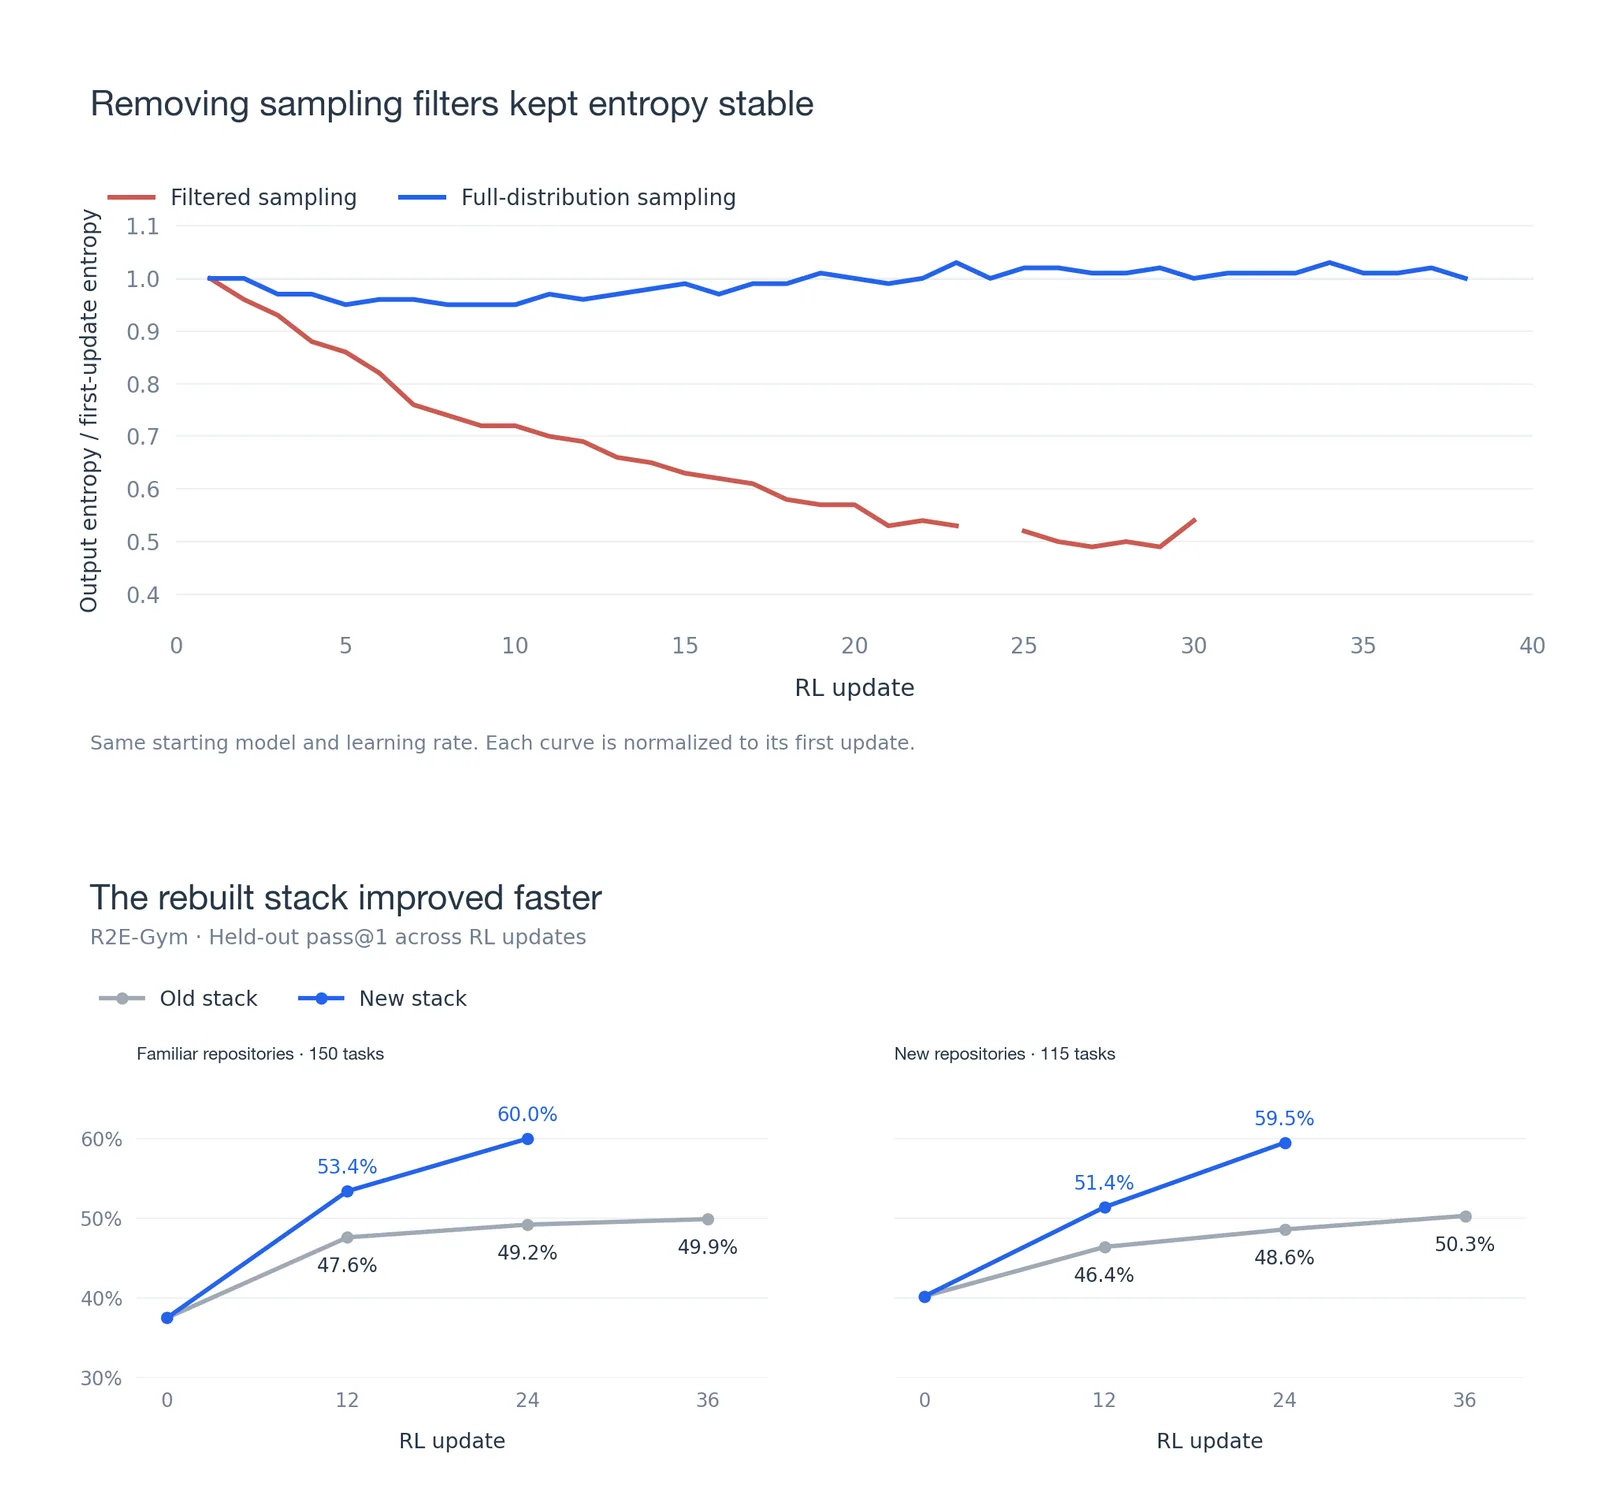 Removing sampling filters kept entropy stable
Filtered sampling
Full-distribution sampling
Output entropy / first-update entropy
1.1
1.0
0.9
0.8
0.7
0.6
0.5
0.4
0 5 10 15 20 25 30 35 40
RL update
Same starting model and learning rate. Each curve is normalized to its first update.
The rebuilt stack improved faster
R2E-Gym · Held-out pass@1 across RL updates
Old stack
New stack
Familiar repositories · 150 tasks
60%
50%
40%
30%
53.4%
60.0%
47.6%
49.2%
49.9%
0 12 24 36
RL update
New repositories · 115 tasks
51.4%
59.5%
46.4%
48.6%
50.3%
0 12 24 36
RL update